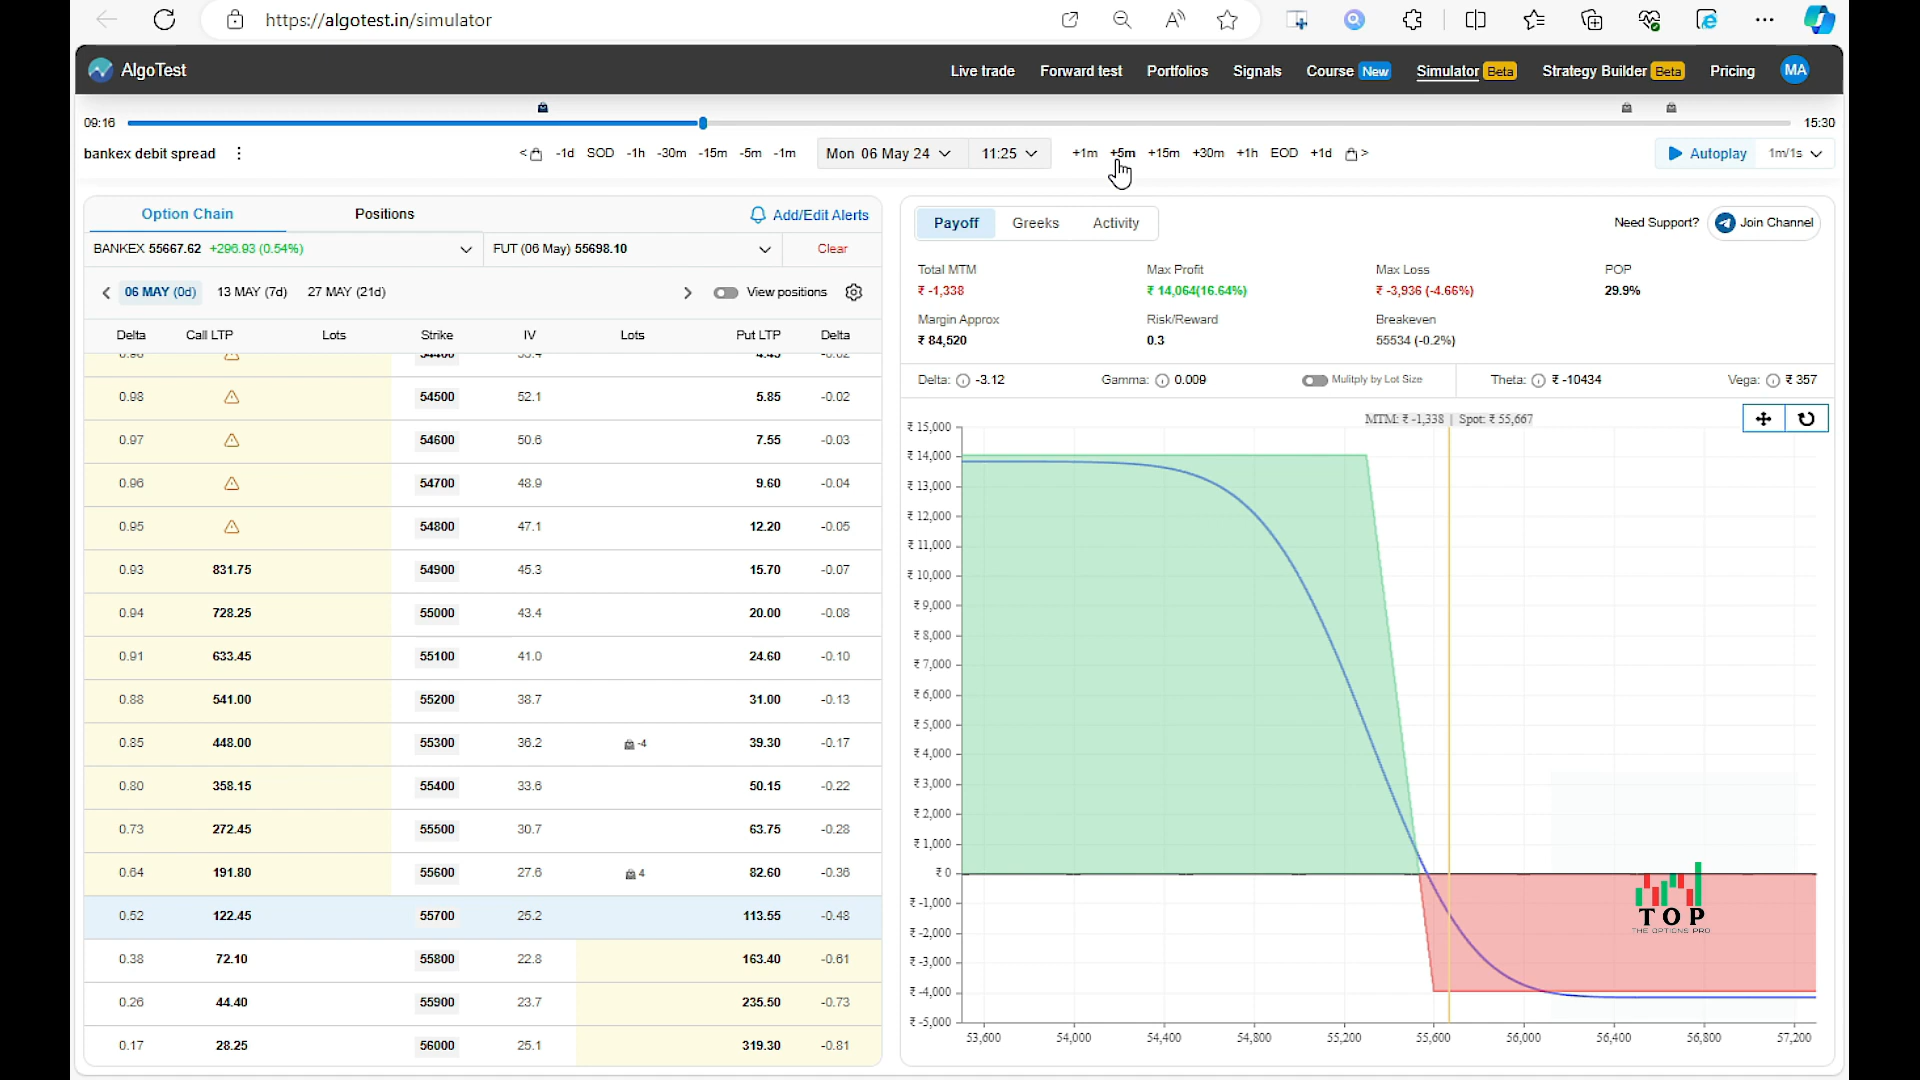 https://algotest.in/simulator
AlgoTest Live trade Forward test Portfolios Signals Course New Simulator Beta Strategy Builder Beta Pricing MA
09:16 15:30
bankex debit spread < -1d SOD -1h -30m -15m -5m -1m Mon 06 May 24 11:25 +1m +5m +15m +30m +1h EOD +1d > Autoplay 1m/1s
Option Chain Positions Add/Edit Alerts
BANKEX 55667.62 +296.93 (0.54%) FUT (06 May) 55698.10 Clear
06 MAY (0d) 13 MAY (7d) 27 MAY (21d) View positions
Delta Call LTP Lots Strike IV Lots Put LTP Delta
0.98 54500 52.1 5.85 -0.02
0.97 54600 50.6 7.55 -0.03
0.96 54700 48.9 9.60 -0.04
0.95 54800 47.1 12.20 -0.05
0.93 831.75 54900 45.3 15.70 -0.07
0.94 728.25 55000 43.4 20.00 -0.08
0.91 633.45 55100 41.0 24.60 -0.10
0.88 541.00 55200 38.7 31.00 -0.13
0.85 448.00 55300 36.2 -4 39.30 -0.17
0.80 358.15 55400 33.6 50.15 -0.22
0.73 272.45 55500 30.7 63.75 -0.28
0.64 191.80 55600 27.6 4 82.60 -0.36
0.52 122.45 55700 25.2 113.55 -0.48
0.38 72.10 55800 22.8 163.40 -0.61
0.26 44.40 55900 23.7 235.50 -0.73
0.17 28.25 56000 25.1 319.30 -0.81
Payoff Greeks Activity Need Support? Join Channel
Total MTM Max Profit Max Loss POP
₹ -1,338 ₹ 14,064(16.64%) ₹ -3,936 (-4.66%) 29.9%
Margin Approx Risk/Reward Breakeven
₹ 84,520 0.3 55534 (-0.2%)
Delta: -3.12 Gamma: 0.009 Mulitply by Lot Size Theta: ₹ -10434 Vega: ₹ 357
MTM: ₹ -1,338 | Spot: ₹ 55,667
₹ 15,000
₹ 14,000
₹ 13,000
₹ 12,000
₹ 11,000
₹ 10,000
₹ 9,000
₹ 8,000
₹ 7,000
₹ 6,000
₹ 5,000
₹ 4,000
₹ 3,000
₹ 2,000
₹ 1,000
₹ 0
₹ -1,000
₹ -2,000
₹ -3,000
₹ -4,000
₹ -5,000
TOP
THE OPTIONS PRO
53,600 54,000 54,400 54,800 55,200 55,600 56,000 56,400 56,800 57,200